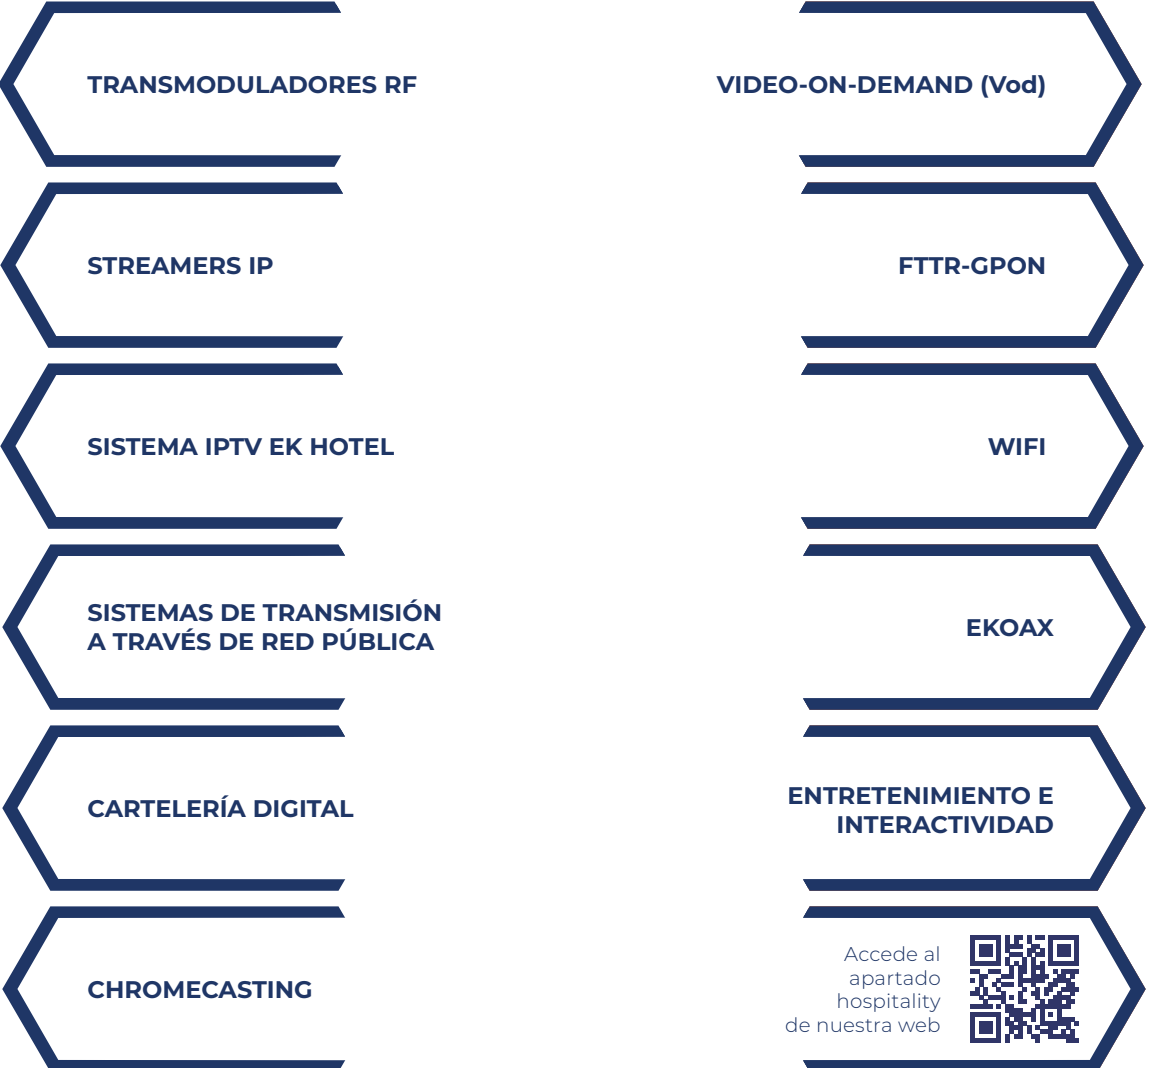 TRANSMODULADORES RF
VIDEO-ON-DEMAND (Vod)
STREAMERS IP
FTTR-GPON
SISTEMA IPTV EK HOTEL
WIFI
SISTEMAS DE TRANSMISIÓN
A TRAVÉS DE RED PÚBLICA
EKOAX
CARTELERÍA DIGITAL
ENTRETENIMIENTO E
INTERACTIVIDAD
CHROMECASTING
Accede al
apartado
hospitality
de nuestra web